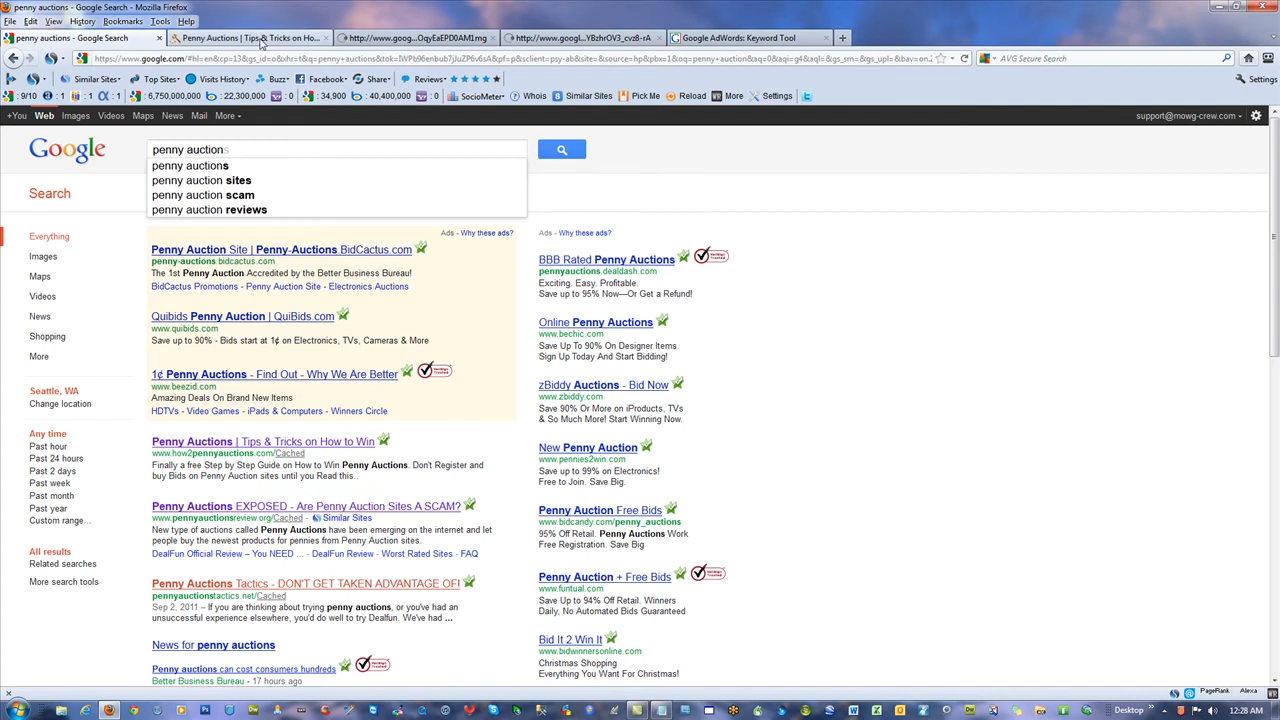 penny auctions - Google Search - Mozilla Firefox
File Edit View History Bookmarks Tools Help
penny auctions - Google Search
Penny Auctions | Tips & Tricks on Ho...
Google AdWords: Keyword Tool
AVG Secure Search
Similar Sites Top Sites Visits History Buzz Facebook Share Reviews: Settings
9/10 : 1 : 1 : 6,750,000,000 : 22,300,000 : 0 : 34,900 : 40,400,000 : 0 SocioMeter Whois Similar Sites Pick Me Reload More Settings
+You Web Images Videos Maps News Mail More
support@mowg-crew.com
Google
penny auctions
penny auctions
penny auction sites
penny auction scam
penny auction reviews
Search
Everything
Images
Maps
Videos
News
Shopping
More
Seattle, WA
Change location
Any time
Past hour
Past 24 hours
Past 2 days
Past week
Past month
Past year
Custom range...
All results
Related searches
More search tools
Ads - Why these ads?
Penny Auction Site | Penny-Auctions BidCactus.com
penny-auctions.bidcactus.com
The 1st Penny Auction Accredited by the Better Business Bureau!
BidCactus Promotions - Penny Auction Site - Electronics Auctions
Quibids Penny Auction | QuiBids.com
www.quibids.com
Save up to 90% - Bids start at 1¢ on Electronics, TVs, Cameras & More
1¢ Penny Auctions - Find Out - Why We Are Better
www.beezid.com
Amazing Deals On Brand New Items
HDTVs - Video Games - iPads & Computers - Winners Circle
Penny Auctions | Tips & Tricks on How to Win
www.how2pennyauctions.com/Cached
Finally a free Step by Step Guide on How to Win Penny Auctions. Don't Register and
buy Bids on Penny Auction sites until you Read this..
Penny Auctions EXPOSED - Are Penny Auction Sites A SCAM?
www.pennyauctionsreview.org/Cached - Similar Sites
New type of auctions called Penny Auctions have been emerging on the internet and let
people buy the newest products for pennies from Penny Auction sites.
DealFun Official Review – You NEED ... - DealFun Review - Worst Rated Sites - FAQ
Penny Auctions Tactics - DON'T GET TAKEN ADVANTAGE OF!
pennyauctionstactics.net/Cached
Sep 2, 2011 – If you are thinking about trying penny auctions, or you've had an
unsuccessful experience elsewhere, you'd do well to try Dealfun. We've had ...
News for penny auctions
Penny auctions can cost consumers hundreds
Better Business Bureau - 17 hours ago
Ads - Why these ads?
BBB Rated Penny Auctions
pennyauctions.dealdash.com
Exciting. Easy. Profitable.
Save up to 95% Now—Or Get a Refund!
Online Penny Auctions
www.bechic.com
Save Up To 90% On Designer Items.
Sign Up Today And Start Bidding!
zBiddy Auctions - Bid Now
www.zbiddy.com
Save 90% Or More on iProducts, TVs
& So Much More! Start Winning Now.
New Penny Auction
www.pennies2win.com
Save up to 99% on Electronics!
Free to Join. Save Big.
Penny Auction Free Bids
www.bidcandy.com/penny_auctions
95% Off Retail. Penny Auctions Work
Free Registration. Save Big
Penny Auction + Free Bids
www.funtual.com
Save Up to 94% Off Retail. Winners
Daily, No Automated Bids Guaranteed
Bid It 2 Win It
www.bidwinnersonline.com
Christmas Shopping
Everything You Want For Christmas!
PageRank Alexa
Desktop
12:28 AM